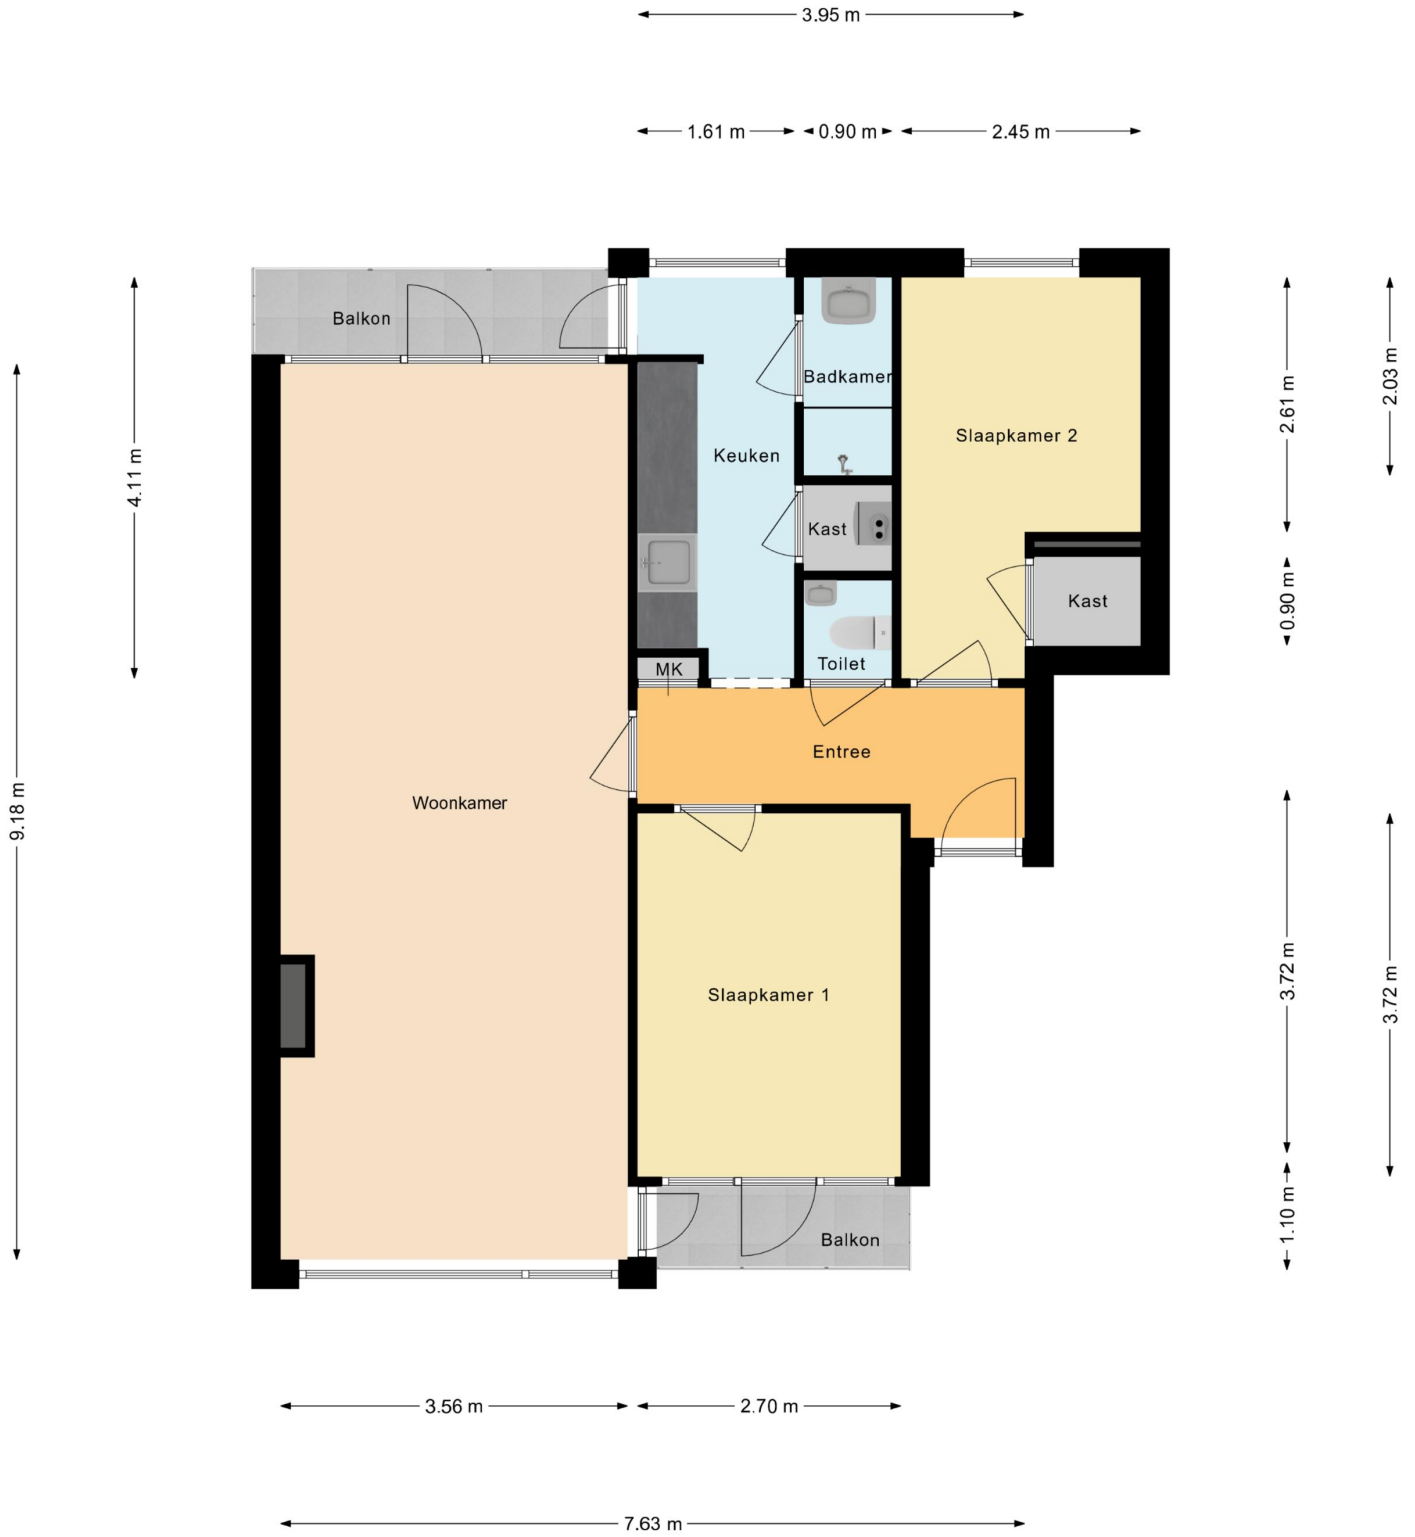 3.95 m
1.61 m
0.90 m
2.45 m
Balkon
Badkamer
2.61 m
2.03 m
Slaapkamer 2
Keuken
4.11 m
Kast
Kast
0.90 m
Toilet
MK
Entree
Woonkamer
9.18 m
Slaapkamer 1
3.72 m
3.72 m
Balkon
1.10 m
3.56 m
2.70 m
7.63 m